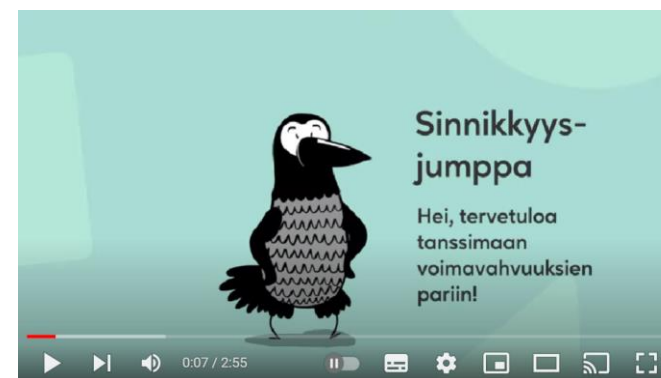 Sinnikkyys-
jumppa
Hei, tervetuloa
tanssimaan
voimavahvuuksien
pariin!
0:07 / 2:55